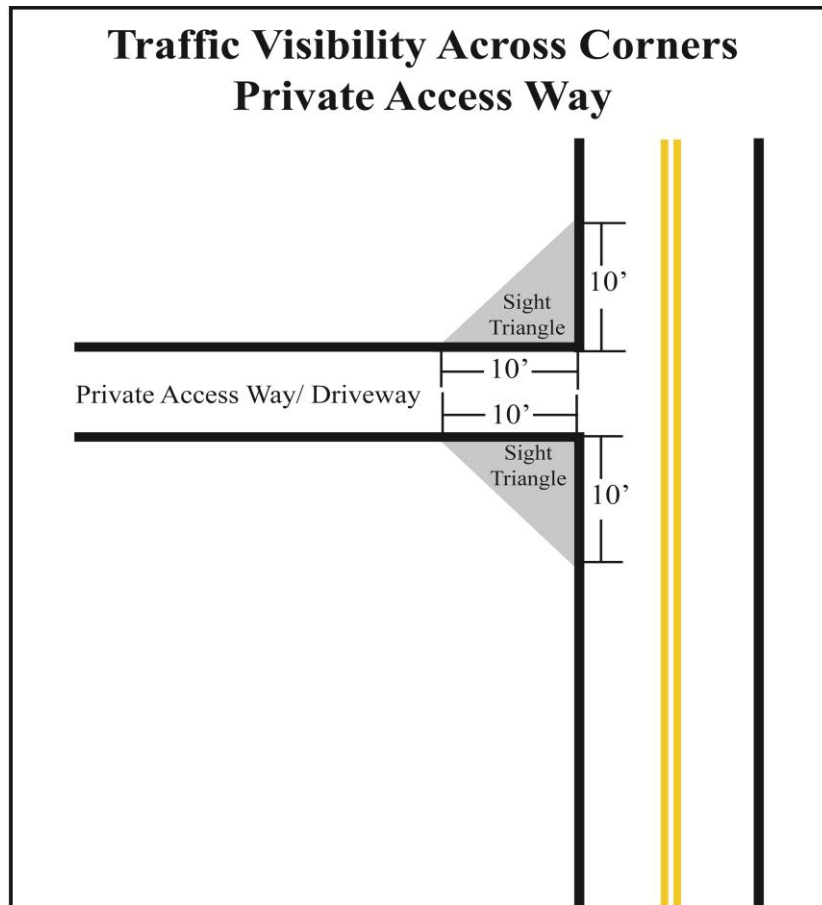 Traffic Visibility Across Corners
Private Access Way
10’
Sight
Triangle
10’
Private Access Way/ Driveway
10’
Sight
Triangle
10’